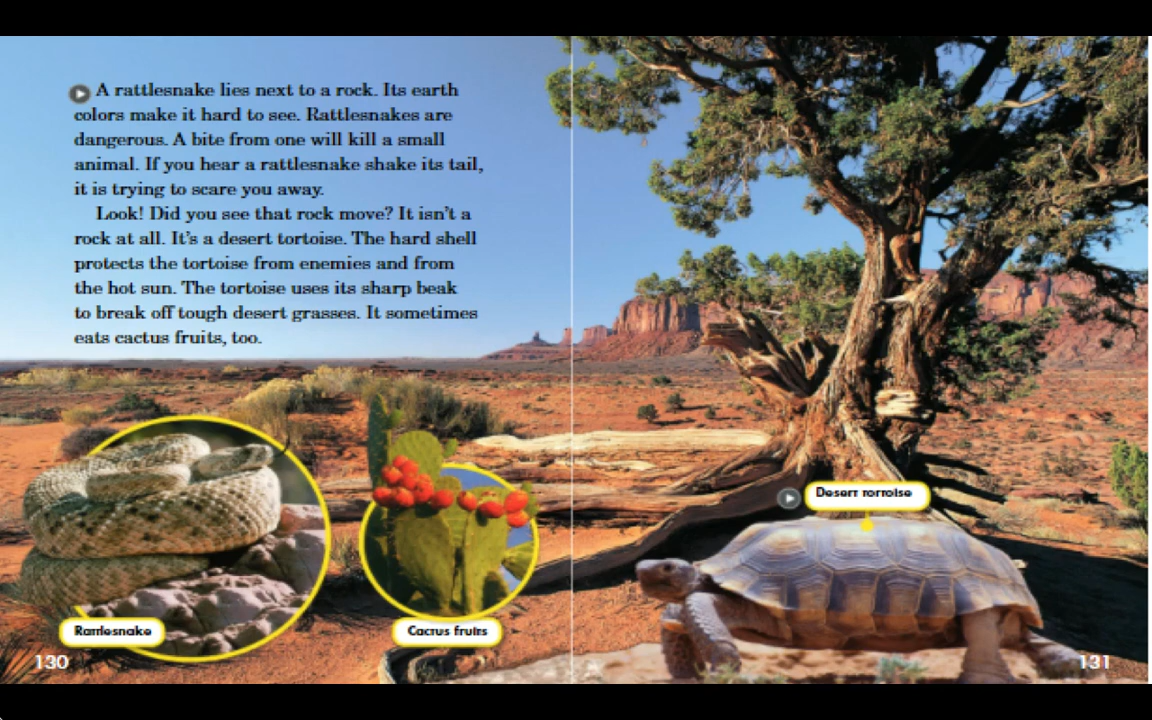 A rattlesnake lies next to a rock. Its earth
colors make it hard to see. Rattlesnakes are
dangerous. A bite from one will kill a small
animal. If you hear a rattlesnake shake its tail,
it is trying to scare you away.
Look! Did you see that rock move? It isn't a
rock at all. It's a desert tortoise. The hard shell
protects the tortoise from enemies and from
the hot sun. The tortoise uses its sharp beak
to break off tough desert grasses. It sometimes
eats cactus fruits, too.
Desert tortoise
Rattlesnake
Cactus fruits
130
131